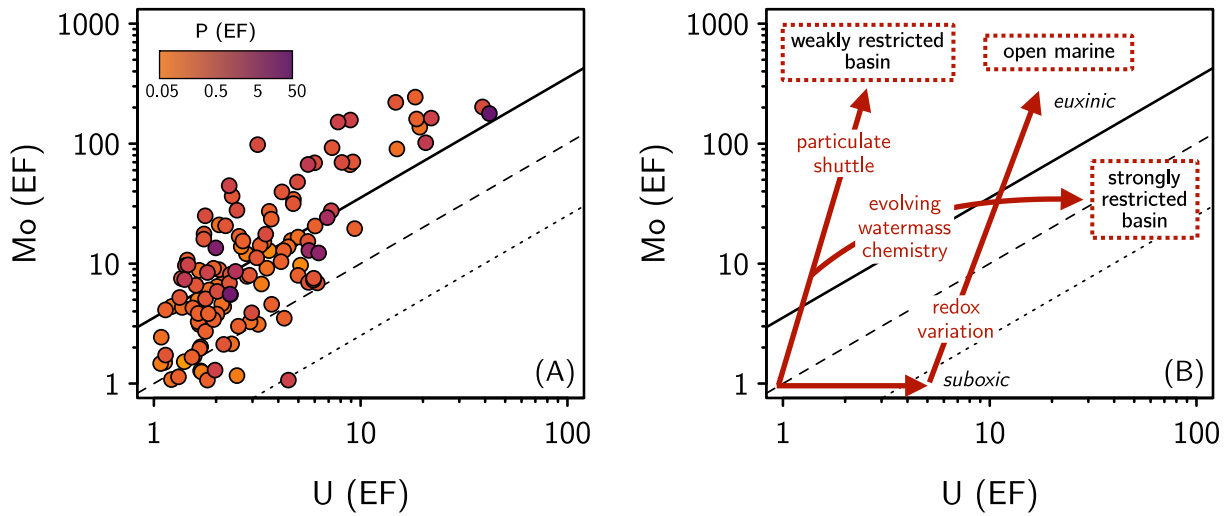 Mo (EF)
1000
100
10
1
P (EF)
0.05 0.5 5 50
(A)
1 10 100
U (EF)
Mo (EF)
1000
100
10
1
weakly restricted
basin
open marine
euxinic
particulate
shuttle
strongly
restricted
basin
evolving
watermass
chemistry
redox
variation
suboxic
(B)
1 10 100
U (EF)